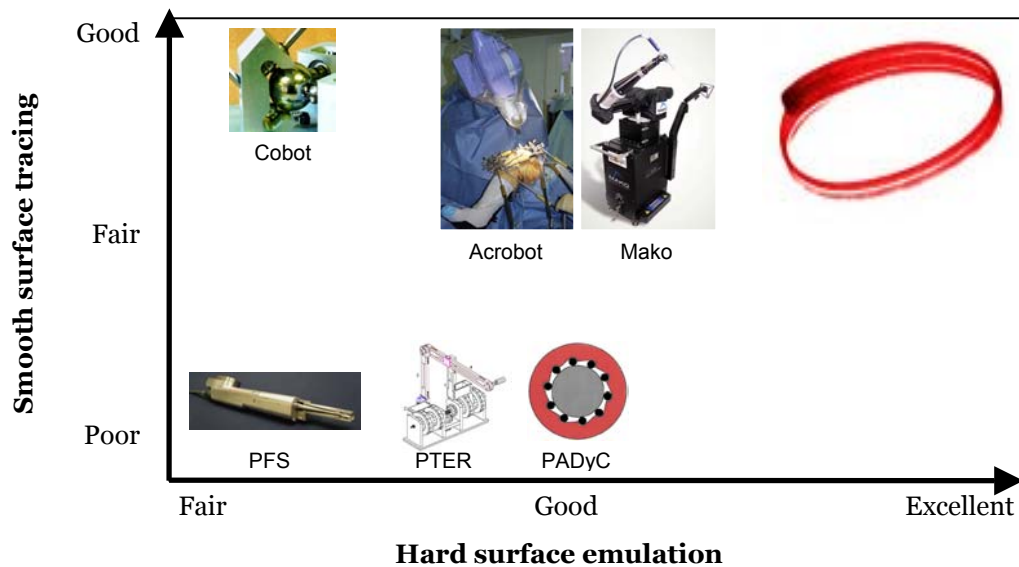 Good
Cobot
Smooth surface tracing
Fair
Acrobot
Mako
Poor
PFS
PTER
PADyC
Fair
Good
Excellent
Hard surface emulation